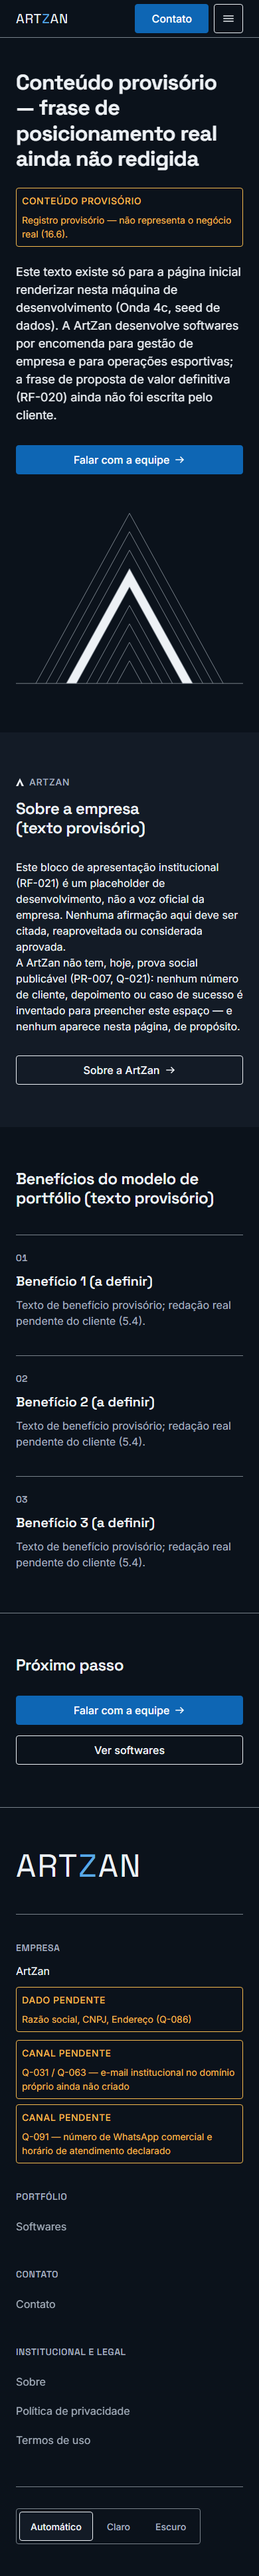 ARTZAN
Contato
Conteúdo provisório
— frase de
posicionamento real
ainda não redigida
CONTEÚDO PROVISÓRIO
Registro provisório — não representa o negócio
real (16.6).
Este texto existe só para a página inicial
renderizar nesta máquina de
desenvolvimento (Onda 4c, seed de
dados). A ArtZan desenvolve softwares
por encomenda para gestão de
empresa e para operações esportivas;
a frase de proposta de valor definitiva
(RF-020) ainda não foi escrita pelo
cliente.
Falar com a equipe →
ARTZAN
Sobre a empresa
(texto provisório)
Este bloco de apresentação institucional
(RF-021) é um placeholder de
desenvolvimento, não a voz oficial da
empresa. Nenhuma afirmação aqui deve ser
citada, reaproveitada ou considerada
aprovada.
A ArtZan não tem, hoje, prova social
publicável (PR-007, Q-021): nenhum número
de cliente, depoimento ou caso de sucesso é
inventado para preencher este espaço — e
nenhum aparece nesta página, de propósito.
Sobre a ArtZan →
Benefícios do modelo de
portfólio (texto provisório)
01
Benefício 1 (a definir)
Texto de benefício provisório; redação real
pendente do cliente (5.4).
02
Benefício 2 (a definir)
Texto de benefício provisório; redação real
pendente do cliente (5.4).
03
Benefício 3 (a definir)
Texto de benefício provisório; redação real
pendente do cliente (5.4).
Próximo passo
Falar com a equipe →
Ver softwares
ARTZAN
EMPRESA
ArtZan
DADO PENDENTE
Razão social, CNPJ, Endereço (Q-086)
CANAL PENDENTE
Q-031 / Q-063 — e-mail institucional no domínio
próprio ainda não criado
CANAL PENDENTE
Q-091 — número de WhatsApp comercial e
horário de atendimento declarado
PORTFÓLIO
Softwares
CONTATO
Contato
INSTITUCIONAL E LEGAL
Sobre
Política de privacidade
Termos de uso
Automático Claro Escuro